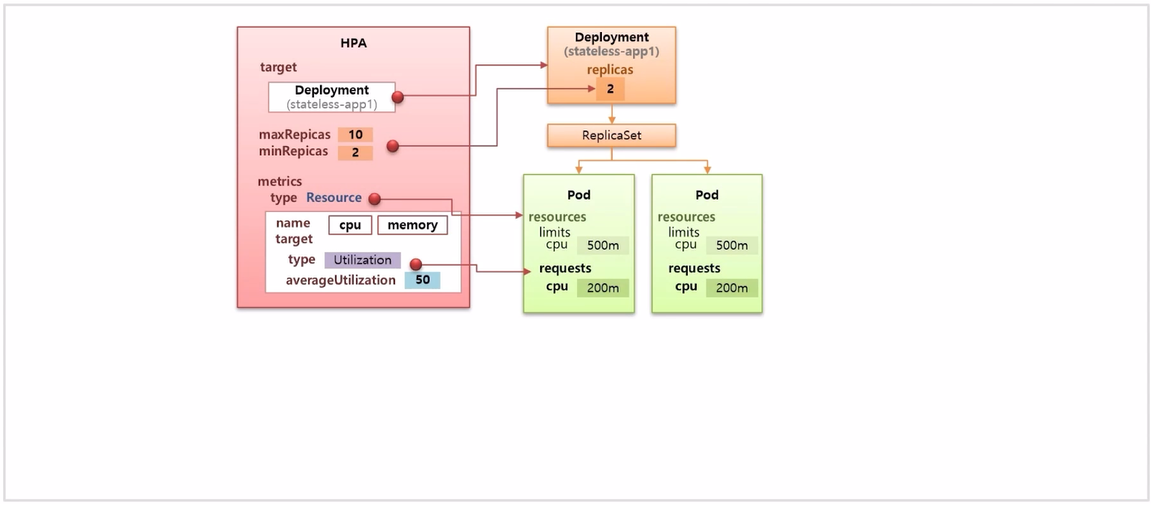 HPA
target
Deployment
(stateless-app1)
maxRepicas 10
minRepicas 2
metrics
type Resource
name cpu memory
target
type Utilization
averageUtilization 50
Deployment
(stateless-app1)
replicas
2
ReplicaSet
Pod
resources
limits
cpu 500m
requests
cpu 200m
Pod
resources
limits
cpu 500m
requests
cpu 200m